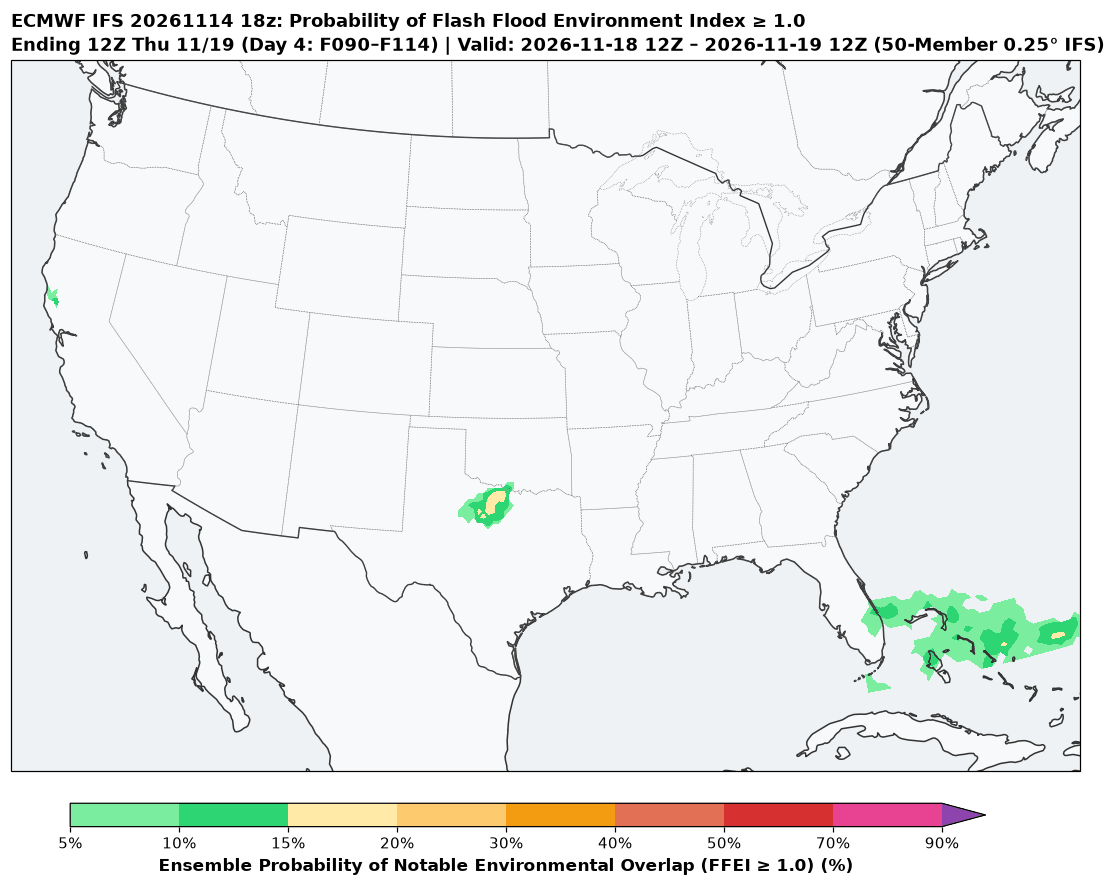 ECMWF IFS 20261114 18z: Probability of Flash Flood Environment Index ≥ 1.0
Ending 12Z Thu 11/19 (Day 4: F090–F114) | Valid: 2026-11-18 12Z – 2026-11-19 12Z (50-Member 0.25° IFS)
5% 10% 15% 20% 30% 40% 50% 70% 90%
Ensemble Probability of Notable Environmental Overlap (FFEI ≥ 1.0) (%)